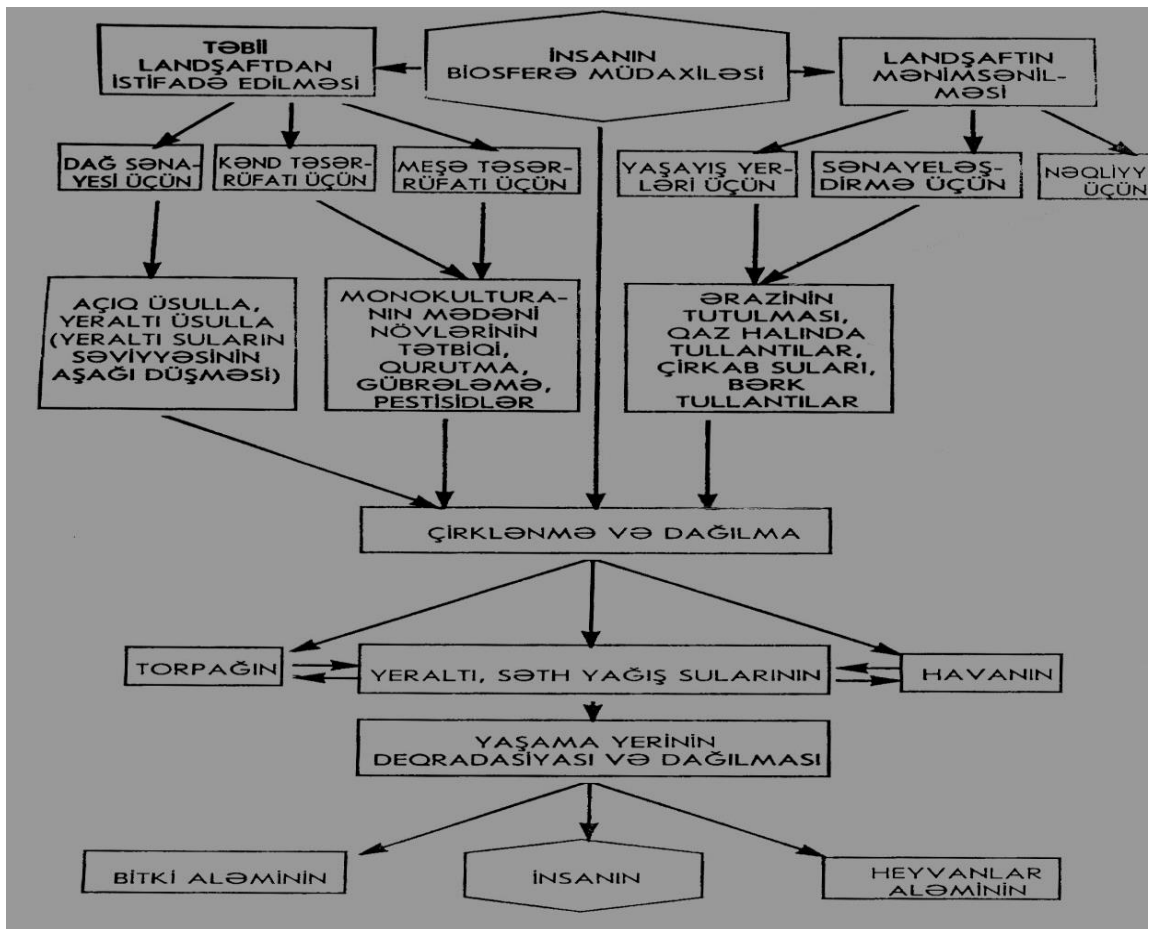 TƏBİİ
LANDŞAFTDAN
İSTİFADƏ EDİLMƏSİ
İNSANIN
BİOSFERƏ MÜDAXİLƏSİ
LANDŞAFTIN
MƏNİMSƏNİL-
MƏSİ
DAĞ SƏNA-
YESİ ÜÇÜN
KƏND TƏSƏR-
RÜFATI ÜÇÜN
MEŞƏ TƏSƏR-
RÜFATI ÜÇÜN
YAŞAYIŞ YER-
LƏRİ ÜÇÜN
SƏNAYELƏŞ-
DİRMƏ ÜÇÜN
NƏQLİYY
ÜÇÜN
AÇIQ ÜSULLA,
YERALTI ÜSULLA
(YERALTI SULARIN
SƏVİYYƏSİNİN
AŞAĞI DÜŞMƏSİ)
MONOKULTURA-
NIN MƏDƏNİ
NÖVLƏRİNİN
TƏTBİQİ,
QURUTMA,
GÜBRƏLƏMƏ,
PESTİSİDLƏR
ƏRAZİNİN
TUTULMASI,
QAZ HALINDA
TULLANTILAR,
ÇİRKAB SULARI,
BƏRK
TULLANTILAR
ÇİRKLƏNMƏ VƏ DAĞILMA
TORPAĞIN
YERALTI, SƏTH YAĞIŞ SULARININ
HAVANIN
YAŞAMA YERİNİN
DEQRADASİYASI VƏ DAĞILMASI
BİTKİ ALƏMİNİN
İNSANIN
HEYVANLAR
ALƏMİNİN